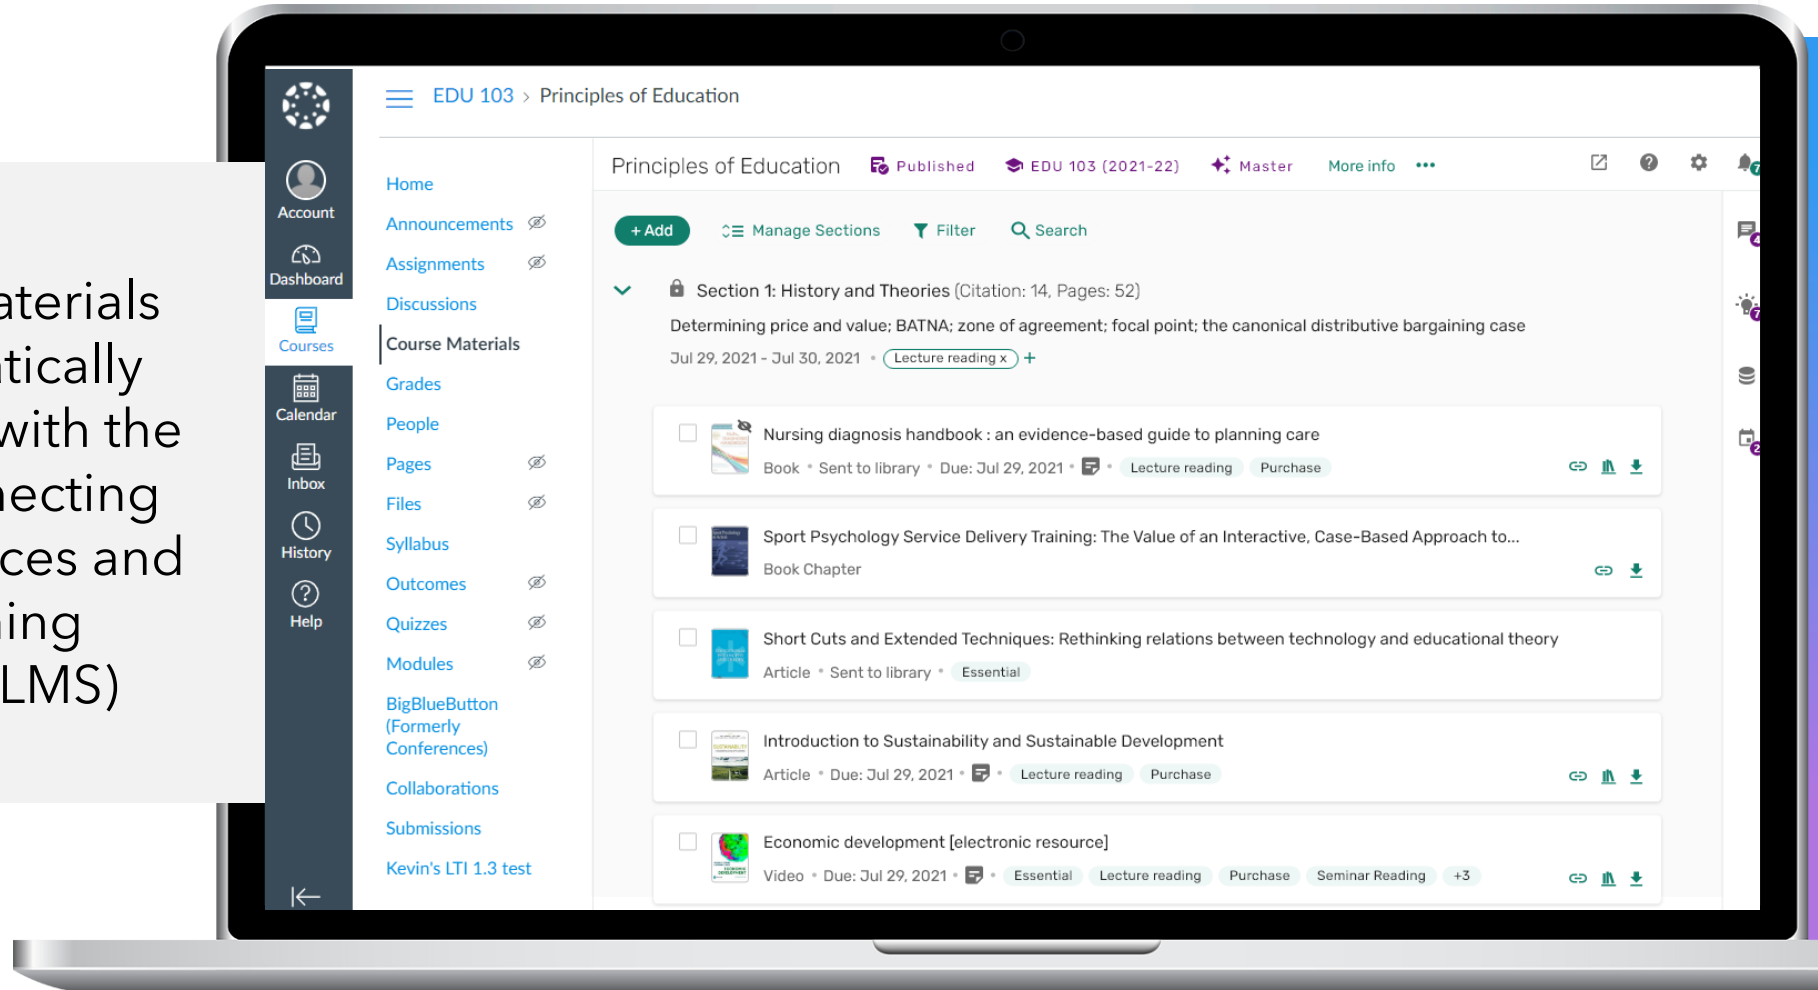 aterials
tically
with the
necting
ces and
ing
LMS)
EDU 103 > Principles of Education
Account
Dashboard
Courses
Calendar
Inbox
History
Help
Home
Announcements
Assignments
Discussions
Course Materials
Grades
People
Pages
Files
Syllabus
Outcomes
Quizzes
Modules
BigBlueButton
(Formerly
Conferences)
Collaborations
Submissions
Kevin's LTI 1.3 test
Principles of Education Published EDU 103 (2021-22) Master More info ••• 7
+ Add Manage Sections Filter Search
Section 1: History and Theories (Citation: 14, Pages: 52)
Determining price and value; BATNA; zone of agreement; focal point; the canonical distributive bargaining case
Jul 29, 2021 - Jul 30, 2021 • Lecture reading x +
Nursing diagnosis handbook : an evidence-based guide to planning care
Book • Sent to library • Due: Jul 29, 2021 • • Lecture reading Purchase
Sport Psychology Service Delivery Training: The Value of an Interactive, Case-Based Approach to...
Book Chapter
Short Cuts and Extended Techniques: Rethinking relations between technology and educational theory
Article • Sent to library • Essential
Introduction to Sustainability and Sustainable Development
Article • Due: Jul 29, 2021 • • Lecture reading Purchase
Economic development [electronic resource]
Video • Due: Jul 29, 2021 • • Essential Lecture reading Purchase Seminar Reading +3
4
7
2